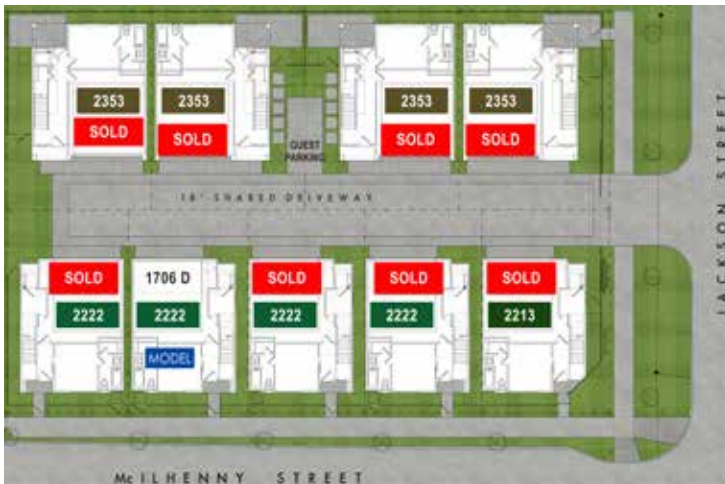 2353
SOLD
2353
SOLD
2353
SOLD
2353
SOLD
GUEST
PARKING
18' SHARED DRIVEWAY
SOLD
2222
1706 D
2222
MODEL
SOLD
2222
SOLD
2222
SOLD
2213
JACKSON STREET
McILHENNY STREET